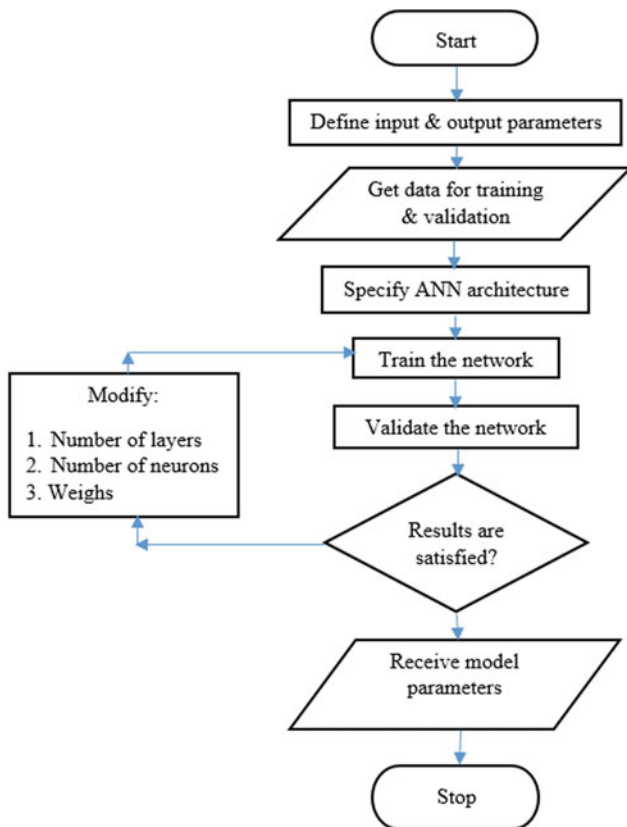 Start
Define input & output parameters
Get data for training
& validation
Specify ANN architecture
Train the network
Modify:
1. Number of layers
2. Number of neurons
3. Weighs
Validate the network
Results are
satisfied?
Receive model
parameters
Stop